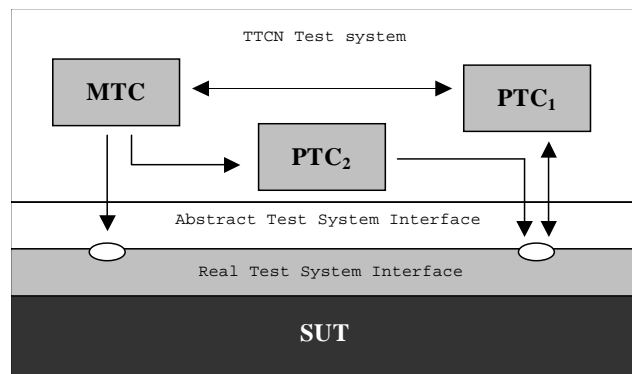 TTCN Test system
MTC
PTC1
PTC2
Abstract Test System Interface
Real Test System Interface
SUT